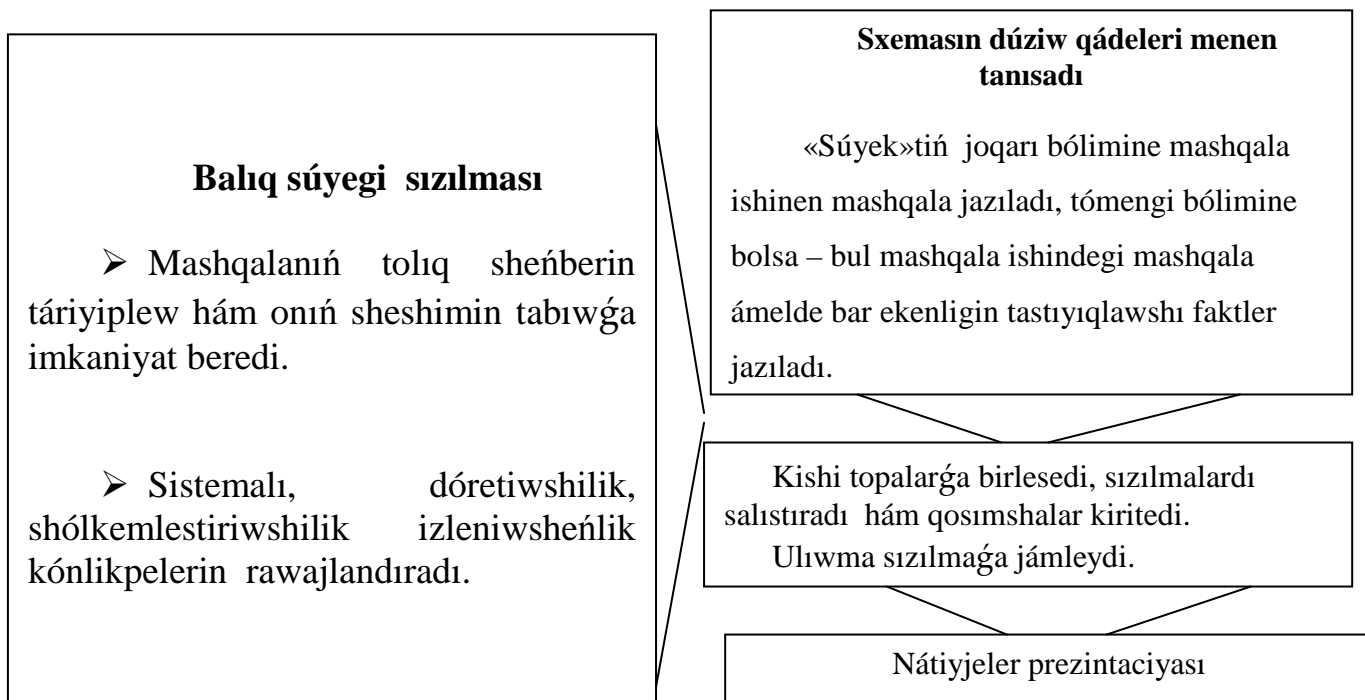 Balıq súyegi sızılması
➢ Mashqalanıń tolıq sheńberin
táriyiplew hám onıń sheshimin tabıwǵa
imkaniyat beredi.
➢ Sistemalı, dóretiwshilik,
shólkemlestiriwshilik izleniwsheńlik
kónlikpelerin rawajlandıradı.
Sxemasın dúziw qádeleri menen
tanısadı
«Súyek»tiń joqarı bólimine mashqala
ishinen mashqala jazıladı, tómengi bólimine
bolsa – bul mashqala ishindegi mashqala
ámelde bar ekenligin tastıyıqlawshı faktler
jazıladı.
Kishi topalarǵa birlesedi, sızılmalardı
salıstıradı hám qosımshalar kiritedi.
Ulıwma sızılmaǵa jámleydi.
Nátiyjeler prezintaciyası